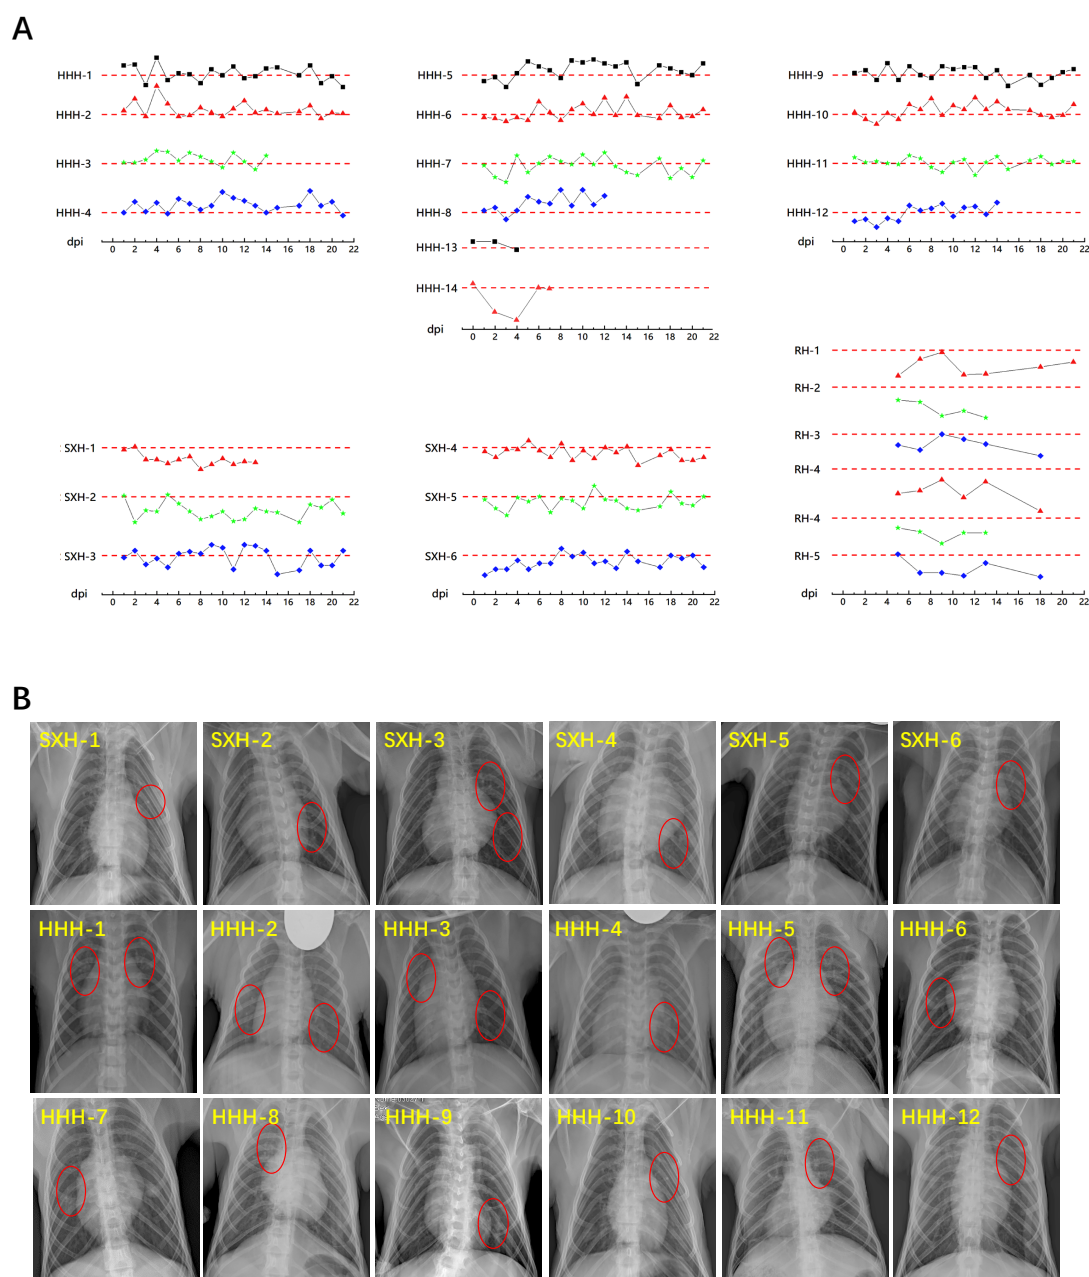 A
HHH-1
HHH-2
HHH-3
HHH-4
dpi
0 2 4 6 8 10 12 14 16 18 20 22
HHH-5
HHH-6
HHH-7
HHH-8
HHH-13
HHH-14
dpi
0 2 4 6 8 10 12 14 16 18 20 22
HHH-9
HHH-10
HHH-11
HHH-12
dpi
0 2 4 6 8 10 12 14 16 18 20 22
SXH-1
SXH-2
SXH-3
dpi
0 2 4 6 8 10 12 14 16 18 20 22
SXH-4
SXH-5
SXH-6
dpi
0 2 4 6 8 10 12 14 16 18 20 22
RH-1
RH-2
RH-3
RH-4
RH-4
RH-5
dpi
0 2 4 6 8 10 12 14 16 18 20 22
B
SXH-1 SXH-2 SXH-3 SXH-4 SXH-5 SXH-6
HHH-1 HHH-2 HHH-3 HHH-4 HHH-5 HHH-6
HHH-7 HHH-8 HHH-9 HHH-10 HHH-11 HHH-12